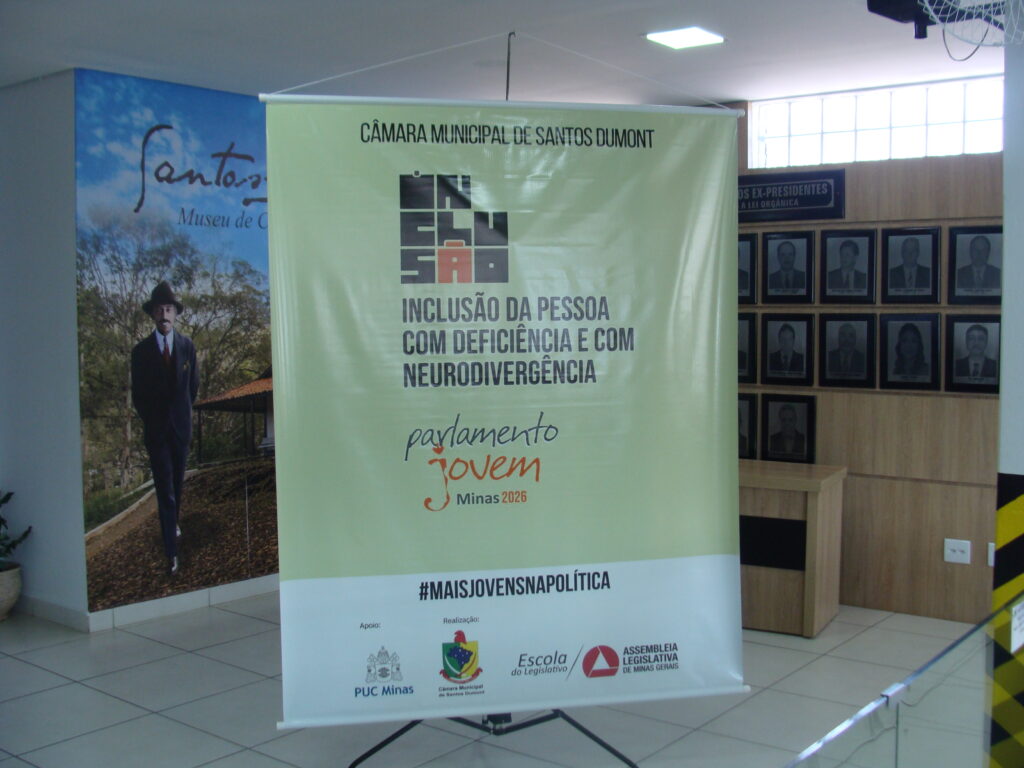 CÂMARA MUNICIPAL DE SANTOS DUMONT
INCLUSÃO
INCLUSÃO DA PESSOA
COM DEFICIÊNCIA E COM
NEURODIVERGÊNCIA
parlamento
jovem
Minas 2026
#MAISJOVENSNAPOLÍTICA
Apoio:
Realização:
PUC Minas
Câmara Municipal
de Santos Dumont
Escola
do Legislativo
ASSEMBLEIA
LEGISLATIVA
DE MINAS GERAIS
Santos
Museu de
OS EX-PRESIDENTES
A LEI ORGÂNICA